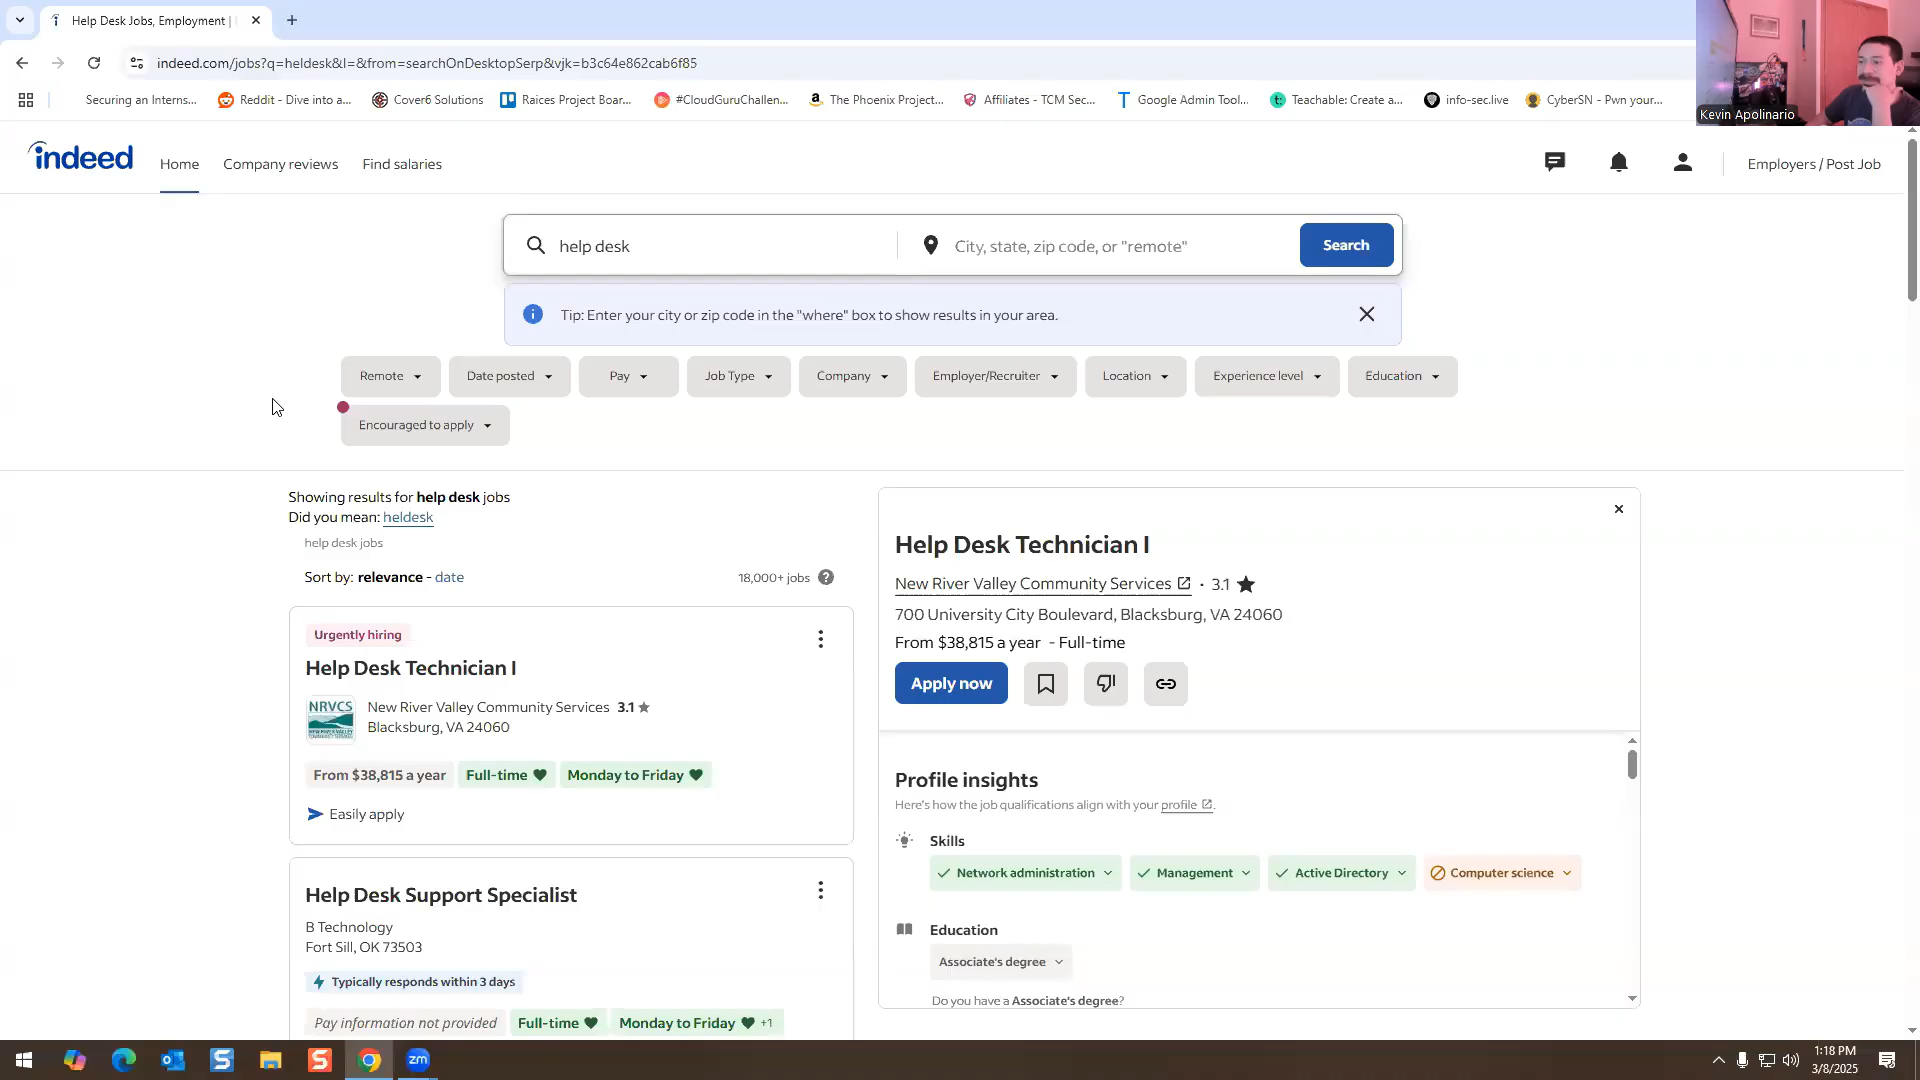 Help Desk Jobs, Employment |
indeed.com/jobs?q=heldesk&l=&from=searchOnDesktopSerp&vjk=b3c64e862cab6f85
Securing an Interns... Reddit - Dive into a... Cover6 Solutions Raices Project Boar... #CloudGuruChallen... The Phoenix Project... Affiliates - TCM Sec... Google Admin Tool... Teachable: Create a... info-sec.live CyberSN - Pwn your...
Kevin Apolinario
indeed Home Company reviews Find salaries Employers / Post Job
help desk City, state, zip code, or "remote" Search
Tip: Enter your city or zip code in the "where" box to show results in your area.
Remote Date posted Pay Job Type Company Employer/Recruiter Location Experience level Education
Encouraged to apply
Showing results for help desk jobs
Did you mean: heldesk
help desk jobs
Sort by: relevance - date 18,000+ jobs ?
Urgently hiring
Help Desk Technician I
NRVCS
New River Valley Community Services 3.1
Blacksburg, VA 24060
From $38,815 a year Full-time Monday to Friday
Easily apply
Help Desk Support Specialist
B Technology
Fort Sill, OK 73503
Typically responds within 3 days
Pay information not provided Full-time Monday to Friday +1
Help Desk Technician I
New River Valley Community Services · 3.1
700 University City Boulevard, Blacksburg, VA 24060
From $38,815 a year - Full-time
Apply now
Profile insights
Here's how the job qualifications align with your profile.
Skills
Network administration Management Active Directory Computer science
Education
Associate's degree
Do you have a Associate's degree?
zm
1:18 PM
3/8/2025